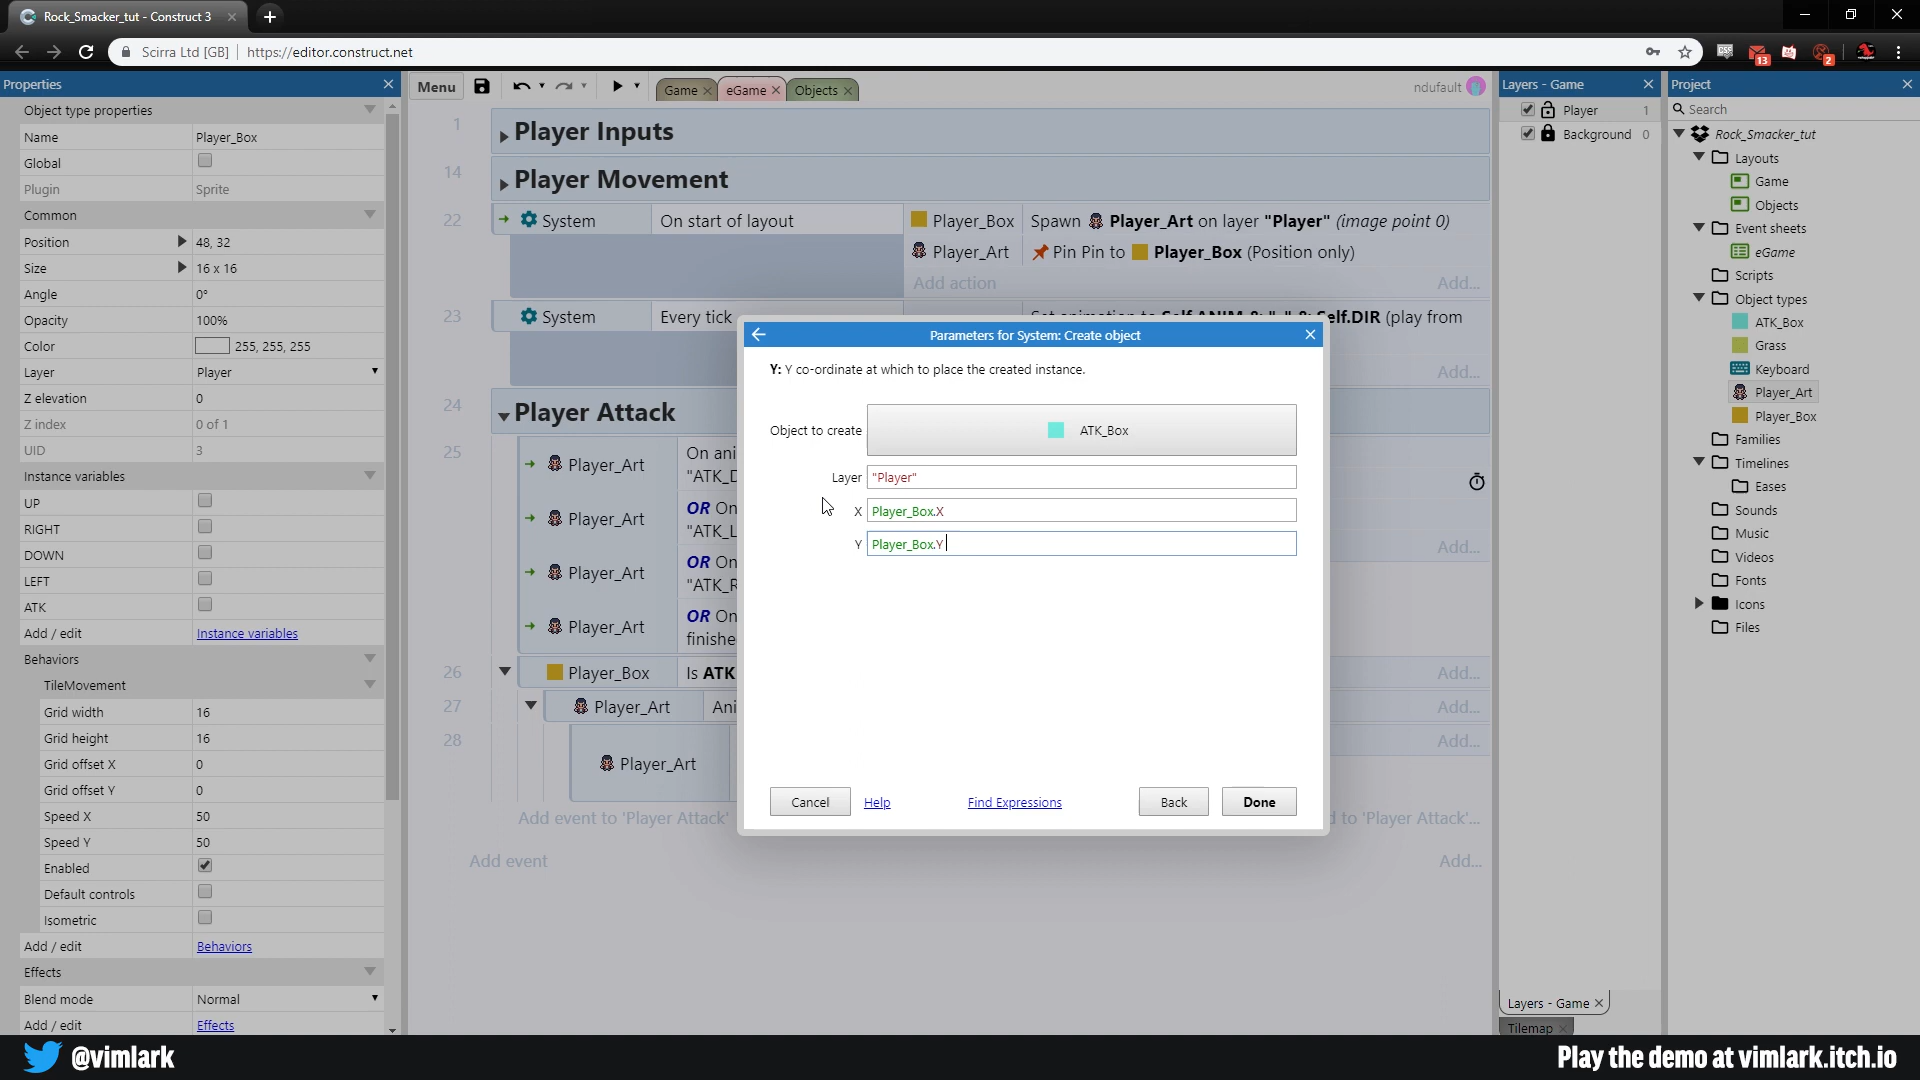 Rock_Smacker_tut - Construct 3
Scirra Ltd [GB]
https://editor.construct.net
13
2
Properties
Object type properties
Name
Player_Box
Global
Plugin
Sprite
Common
Position
48, 32
Size
16 x 16
Angle
0°
Opacity
100%
Color
255, 255, 255
Layer
Player
Z elevation
0
Z index
0 of 1
UID
3
Instance variables
UP
RIGHT
DOWN
LEFT
ATK
Add / edit
Instance variables
Behaviors
TileMovement
Grid width
16
Grid height
16
Grid offset X
0
Grid offset Y
0
Speed X
50
Speed Y
50
Enabled
Default controls
Isometric
Add / edit
Behaviors
Effects
Blend mode
Normal
Add / edit
Effects
Menu
Game
eGame
Objects
ndufault
1
Player Inputs
14
Player Movement
22
System
On start of layout
Player_Box
Spawn Player_Art on layer "Player" (image point 0)
Player_Art
Pin Pin to Player_Box (Position only)
Add action
Add...
23
System
Every tick
Self.DIR (play from
Add...
24
Player Attack
25
Player_Art
On ani
"ATK_D
Player_Art
OR On
"ATK_L
Player_Art
OR On
"ATK_R
Player_Art
OR On
finishe
Add...
26
Player_Box
Is ATK
Add...
27
Player_Art
Ani
Add...
28
Player_Art
Add...
Add event to 'Player Attack'
d to 'Player Attack'...
Add event
Add...
Parameters for System: Create object
Y: Y co-ordinate at which to place the created instance.
Object to create
ATK_Box
Layer
"Player"
X
Player_Box.X
Y
Player_Box.Y
Cancel
Help
Find Expressions
Back
Done
Layers - Game
Player
1
Background
0
Layers - Game
Tilemap
Project
Search
Rock_Smacker_tut
Layouts
Game
Objects
Event sheets
eGame
Scripts
Object types
ATK_Box
Grass
Keyboard
Player_Art
Player_Box
Families
Timelines
Eases
Sounds
Music
Videos
Fonts
Icons
Files
@vimlark
Play the demo at vimlark.itch.io